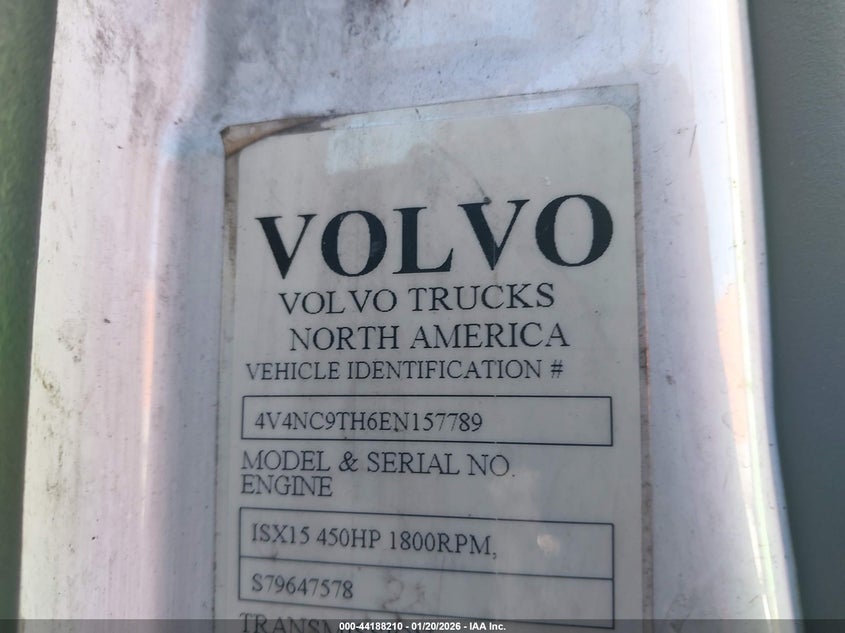 VOLVO
VOLVO TRUCKS
NORTH AMERICA
VEHICLE IDENTIFICATION #
4V4NC9TH6EN157789
MODEL & SERIAL NO.
ENGINE
ISX15 450HP 1800RPM,
S79647578
000-44188210 - 01/20/2026 - IAA Inc.